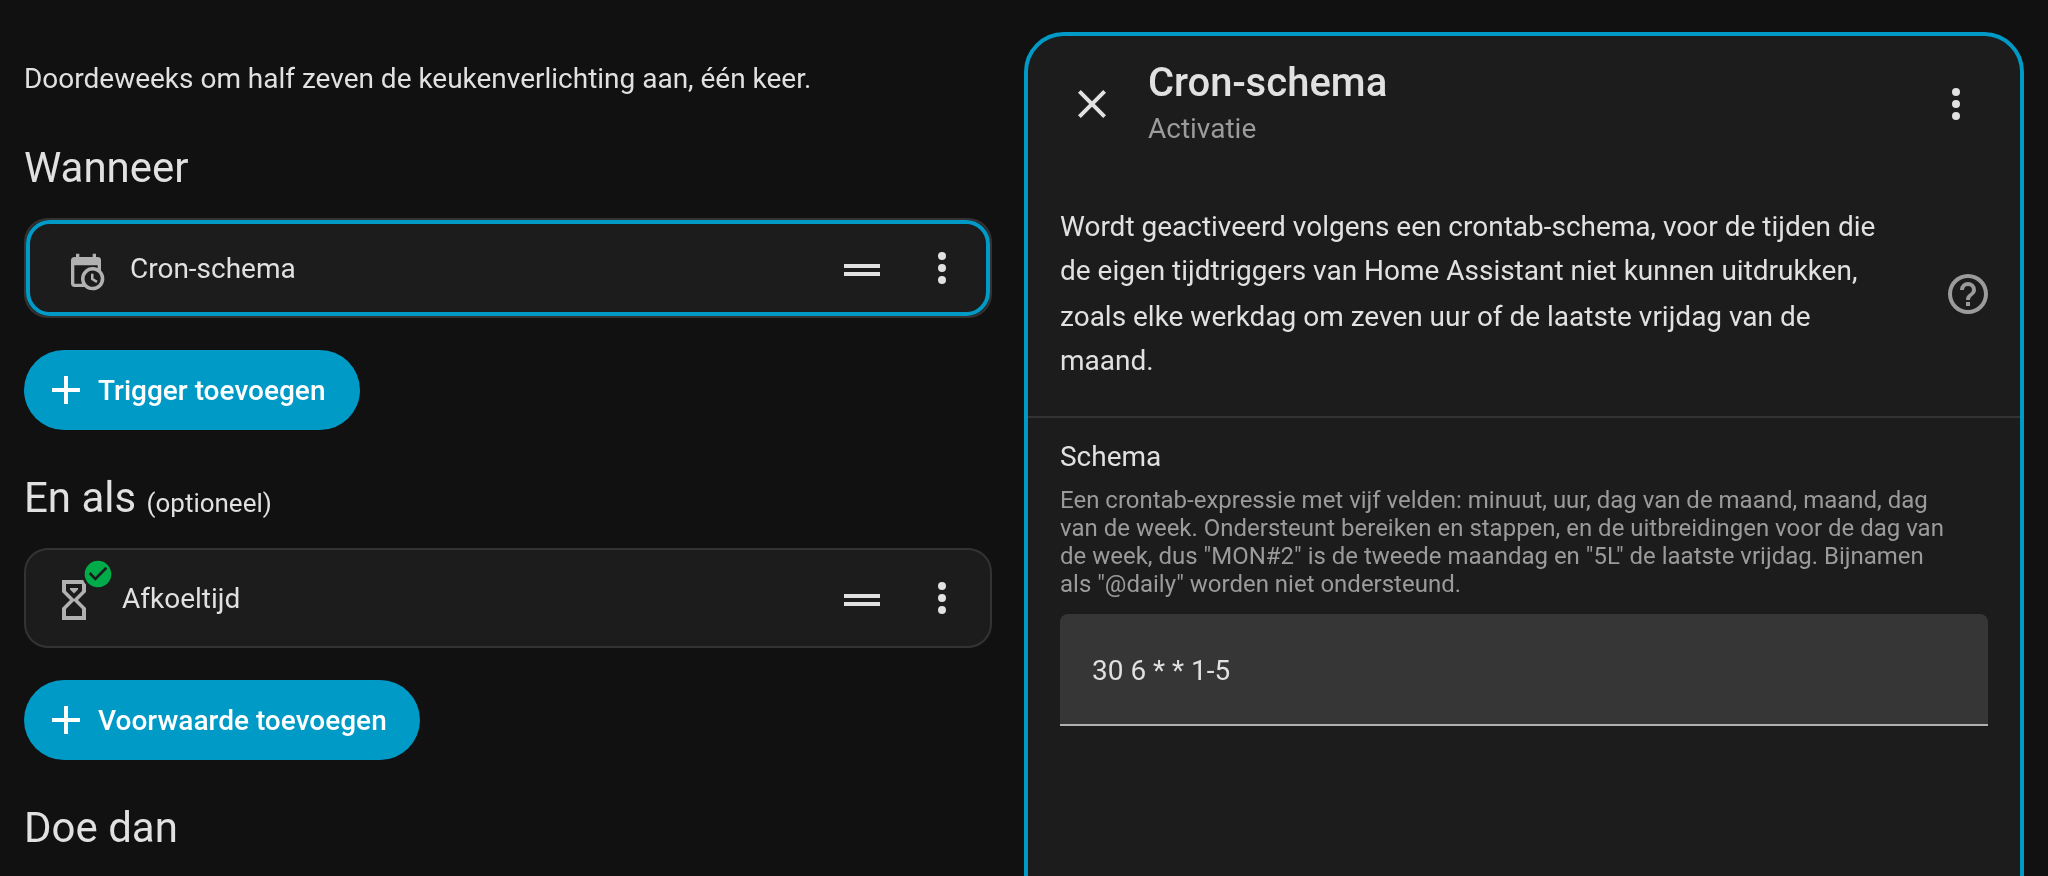 Doordeweeks om half zeven de keukenverlichting aan, één keer.
Wanneer
Cron-schema
Trigger toevoegen
En als (optioneel)
Afkoeltijd
Voorwaarde toevoegen
Doe dan
Cron-schema
Activatie
Wordt geactiveerd volgens een crontab-schema, voor de tijden die
de eigen tijdtriggers van Home Assistant niet kunnen uitdrukken,
zoals elke werkdag om zeven uur of de laatste vrijdag van de
maand.
Schema
Een crontab-expressie met vijf velden: minuut, uur, dag van de maand, maand, dag
van de week. Ondersteunt bereiken en stappen, en de uitbreidingen voor de dag van
de week, dus "MON#2" is de tweede maandag en "5L" de laatste vrijdag. Bijnamen
als "@daily" worden niet ondersteund.
30 6 * * 1-5